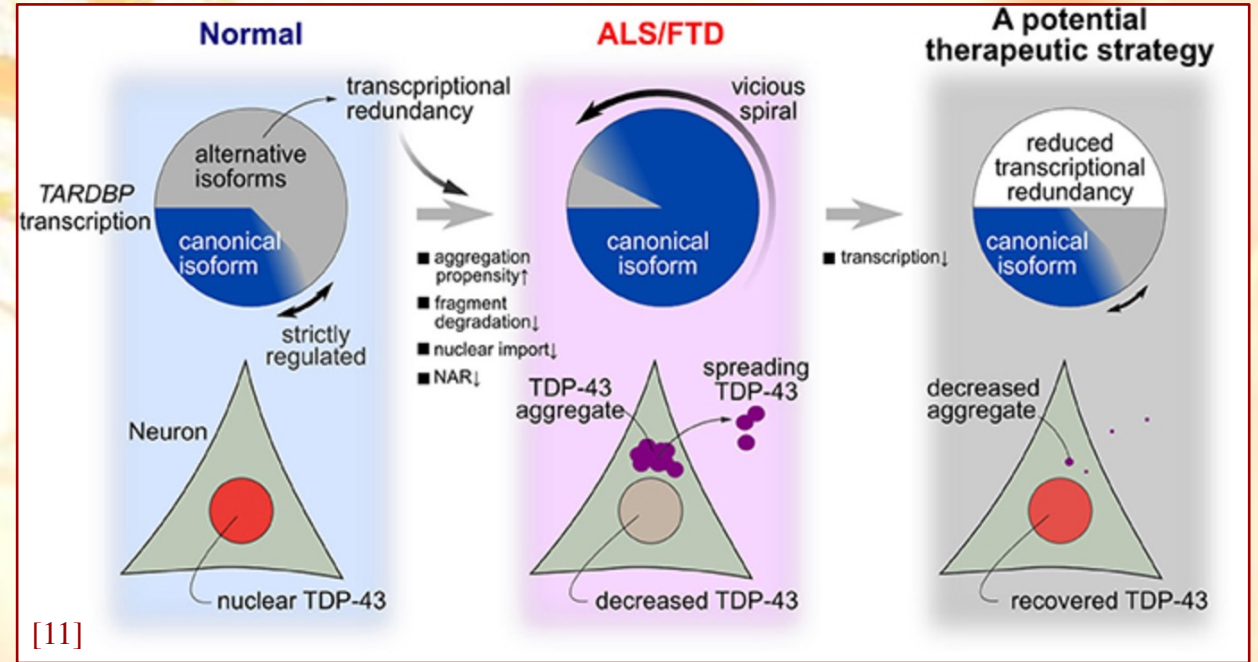 Normal
TARDBP
transcription
alternative
isoforms
canonical
isoform
strictly
regulated
transcpriptional
redundancy
Neuron
nuclear TDP-43
■ aggregation
propensity↑
■ fragment
degradation↓
■ nuclear import↓
■ NAR↓
ALS/FTD
vicious
spiral
canonical
isoform
TDP-43
aggregate
spreading
TDP-43
decreased TDP-43
■ transcription↓
A potential
therapeutic strategy
reduced
transcriptional
redundancy
canonical
isoform
decreased
aggregate
recovered TDP-43
[11]